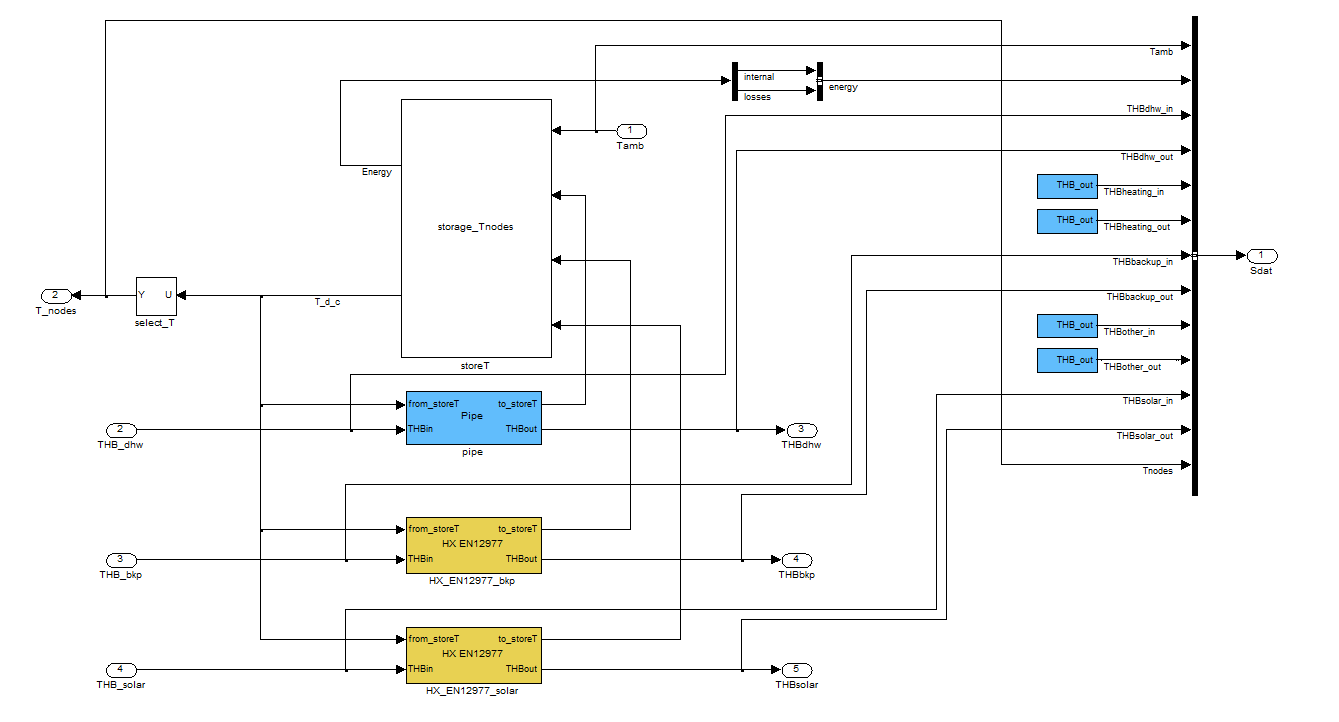 Tamb
internal
losses
energy
THBdhw_in
1
Tamb
THBdhw_out
Energy
THB_out
THBheating_in
storage_Tnodes
THB_out
THBheating_out
THBbackup_in
1
Sdat
2
T_nodes
Y U
select_T
T_d_c
THBbackup_out
THB_out
THBother_in
storeT
THB_out
THBother_out
from_storeT to_storeT
Pipe
THBin THBout
pipe
2
THB_dhw
3
THBdhw
THBsolar_in
THBsolar_out
Tnodes
from_storeT to_storeT
HX EN12977
THBin THBout
HX_EN12977_bkp
3
THB_bkp
4
THBbkp
from_storeT to_storeT
HX EN12977
THBin THBout
HX_EN12977_solar
4
THB_solar
5
THBsolar